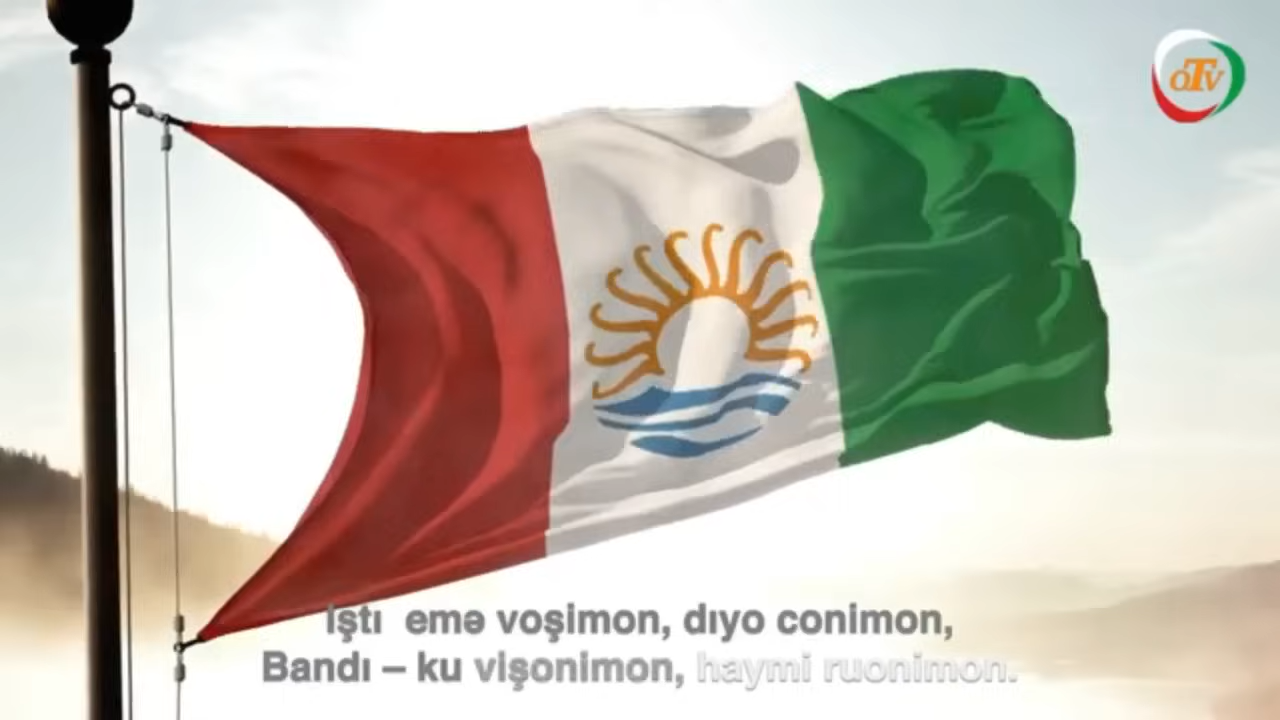 OTV
Iştı emə voşimon, dıyo conimon,
Bandı – ku vişonimon, haymi ruonimon.